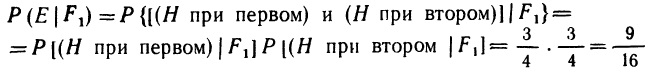 P (E | F₁) = P {[(H при первом) и (H при втором)] | F₁} =
= P [(H при первом) | F₁] P [(H при втором | F₁] = 3/4 · 3/4 = 9/16